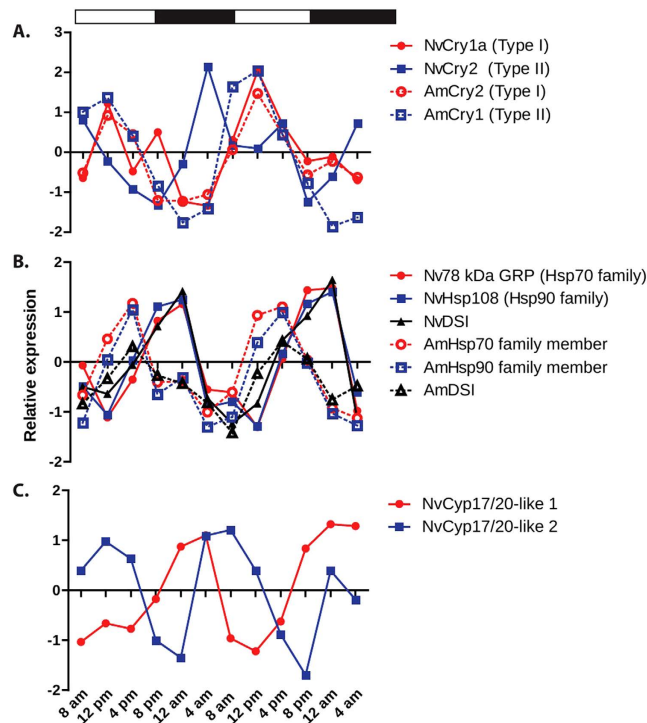 A.
3
2
1
0
-1
-2
NvCry1a (Type I)
NvCry2 (Type II)
AmCry2 (Type I)
AmCry1 (Type II)
B.
Relative expression
2
1
0
-1
-2
Nv78 kDa GRP (Hsp70 family)
NvHsp108 (Hsp90 family)
NvDSI
AmHsp70 family member
AmHsp90 family member
AmDSI
C.
2
1
0
-1
-2
NvCyp17/20-like 1
NvCyp17/20-like 2
8 am
12 pm
4 pm
8 pm
12 am
4 am
8 am
12 pm
4 pm
8 pm
12 am
4 am